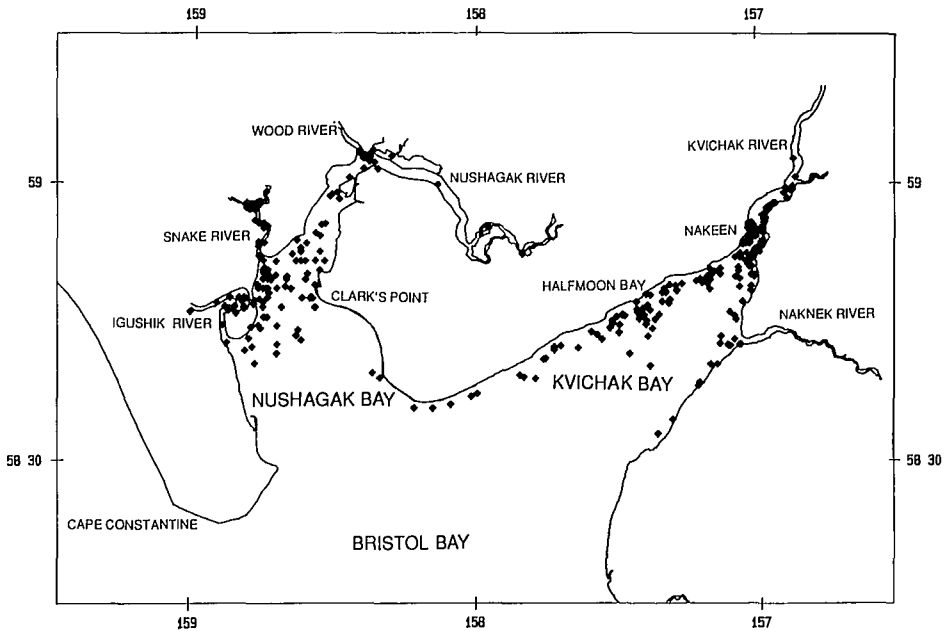 159 158 157
WOOD RIVER
KVICHAK RIVER
NUSHAGAK RIVER
59 59
SNAKE RIVER
NAKEEN
HALFMOON BAY
CLARK'S POINT
IGUSHIK RIVER
NAKNEK RIVER
KVICHAK BAY
NUSHAGAK BAY
58 30 58 30
CAPE CONSTANTINE
BRISTOL BAY
159 158 157